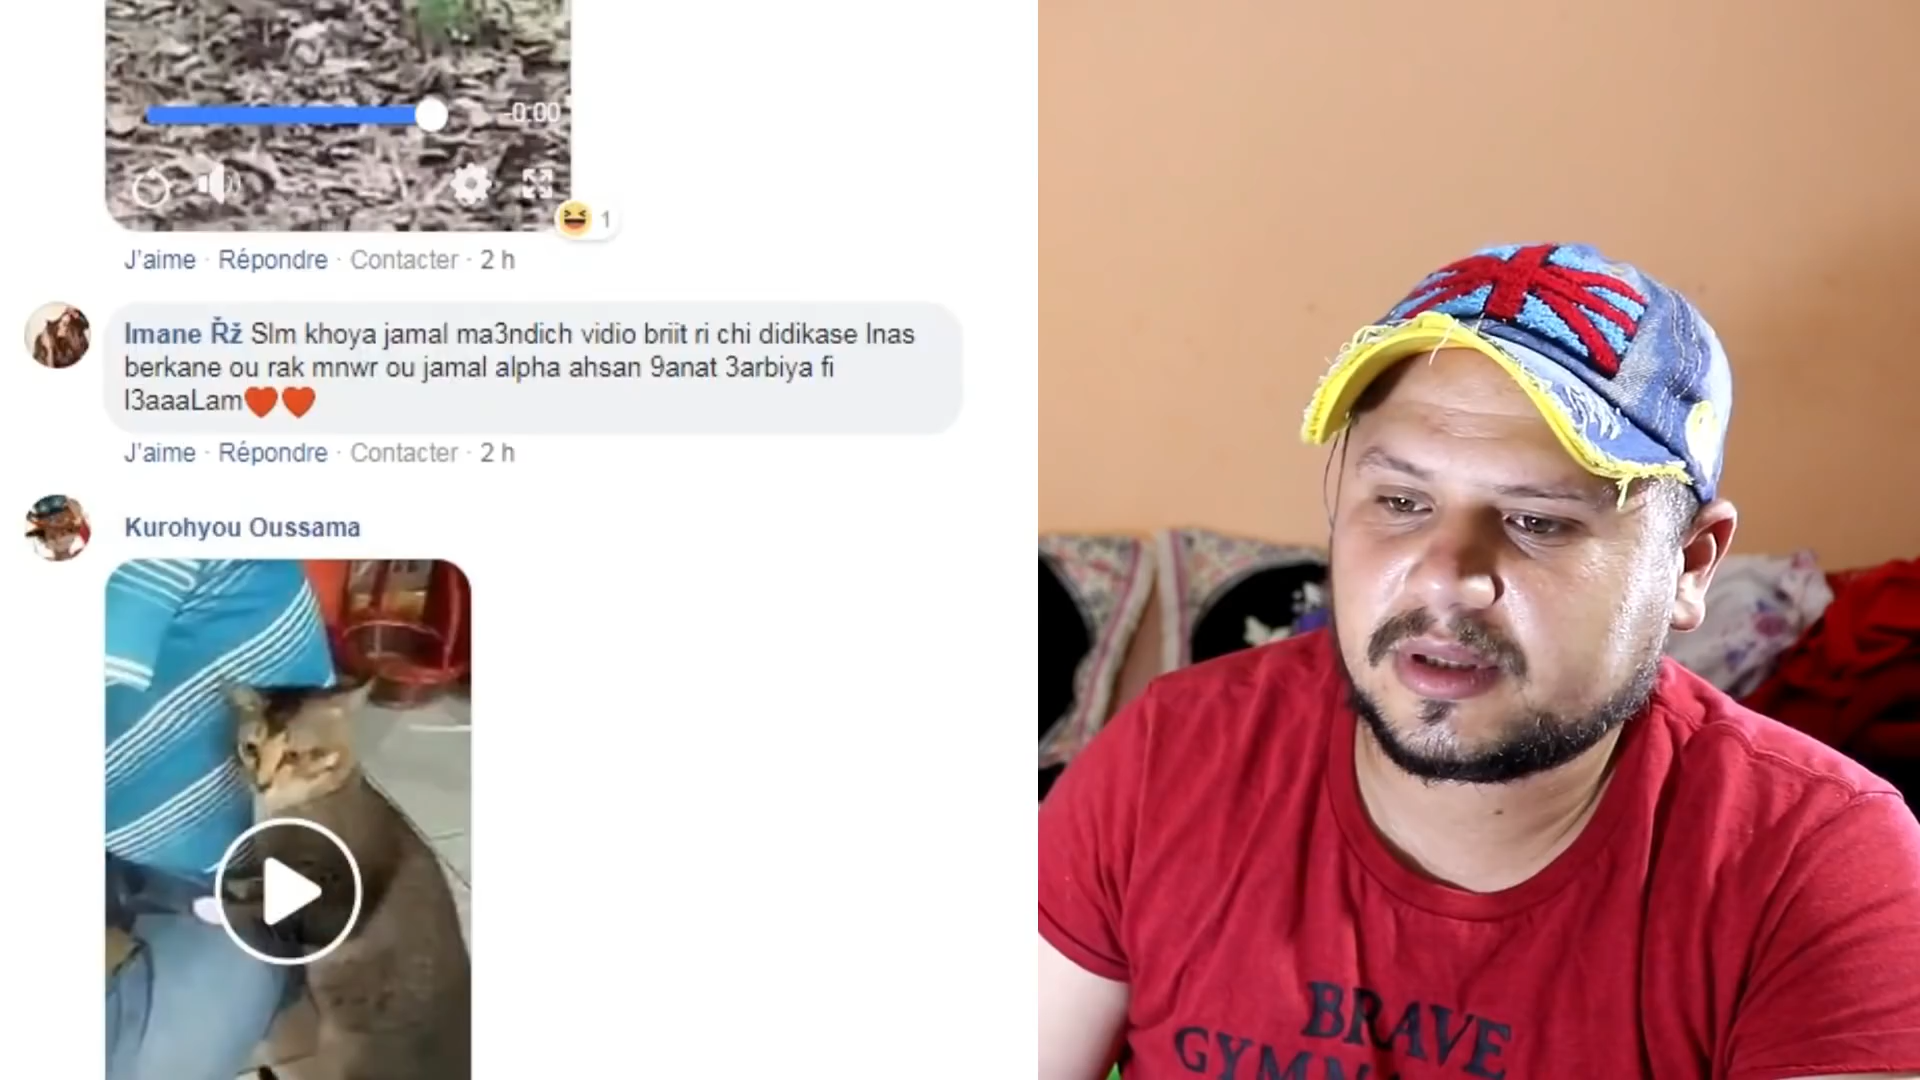 -0:00
1
J'aime · Répondre · Contacter · 2 h
Imane Řž Slm khoya jamal ma3ndich vidio briit ri chi didikase lnas
berkane ou rak mnwr ou jamal alpha ahsan 9anat 3arbiya fi
l3aaaLam❤️❤️
J'aime · Répondre · Contacter · 2 h
Kurohyou Oussama
BRAVE